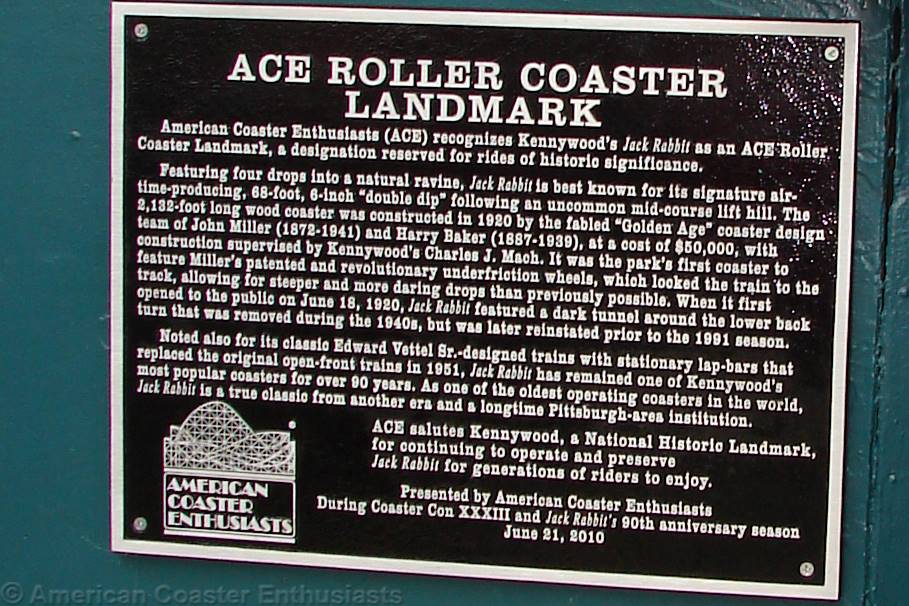 ACE ROLLER COASTER
LANDMARK
American Coaster Enthusiasts (ACE) recognizes Kennywood's Jack Rabbit as an ACE Roller
Coaster Landmark, a designation reserved for rides of historic significance.
Featuring four drops into a natural ravine, Jack Rabbit is best known for its signature air-
time-producing, 68-foot, 6-inch "double dip" following an uncommon mid-course lift hill. The
2,132-foot long wood coaster was constructed in 1920 by the fabled "Golden Age" coaster design
team of John Miller (1872-1941) and Harry Baker (1887-1939), at a cost of $50,000, with
construction supervised by Kennywood's Charles J. Mach. It was the park's first coaster to
feature Miller's patented and revolutionary underfriction wheels, which locked the train to the
track, allowing for steeper and more daring drops than previously possible. When it first
opened to the public on June 18, 1920, Jack Rabbit featured a dark tunnel around the lower back
turn that was removed during the 1940s, but was later reinstated prior to the 1991 season.
Noted also for its classic Edward Vettel Sr.-designed trains with stationary lap-bars that
replaced the original open-front trains in 1951, Jack Rabbit has remained one of Kennywood's
most popular coasters for over 90 years. As one of the oldest operating coasters in the world,
Jack Rabbit is a true classic from another era and a longtime Pittsburgh-area institution.
ACE salutes Kennywood, a National Historic Landmark,
for continuing to operate and preserve
Jack Rabbit for generations of riders to enjoy.
AMERICAN
COASTER
ENTHUSIASTS
Presented by American Coaster Enthusiasts
During Coaster Con XXXIII and Jack Rabbit's 90th anniversary season
June 21, 2010
© American Coaster Enthusiasts